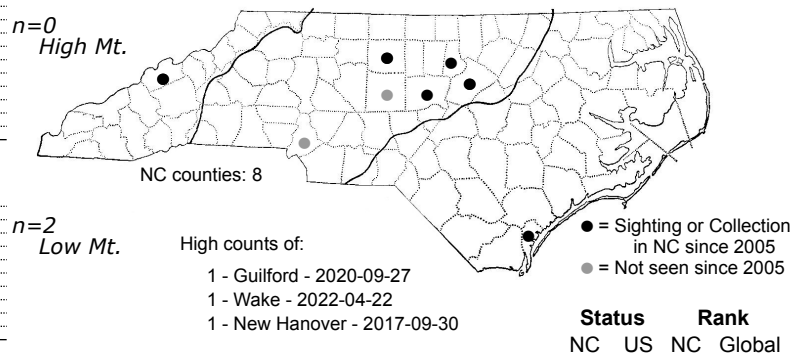 n=0
High Mt.
NC counties: 8
n=2
Low Mt.
High counts of:
1 - Guilford - 2020-09-27
1 - Wake - 2022-04-22
1 - New Hanover - 2017-09-30
● = Sighting or Collection
in NC since 2005
● = Not seen since 2005
Status Rank
NC US NC Global